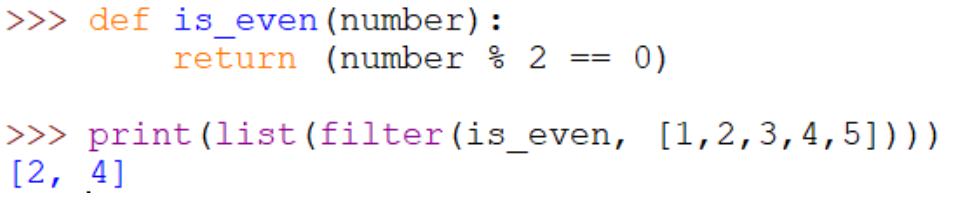 >>> def is_even(number):
        return (number % 2 == 0)
>>> print(list(filter(is_even, [1,2,3,4,5])))
[2, 4]